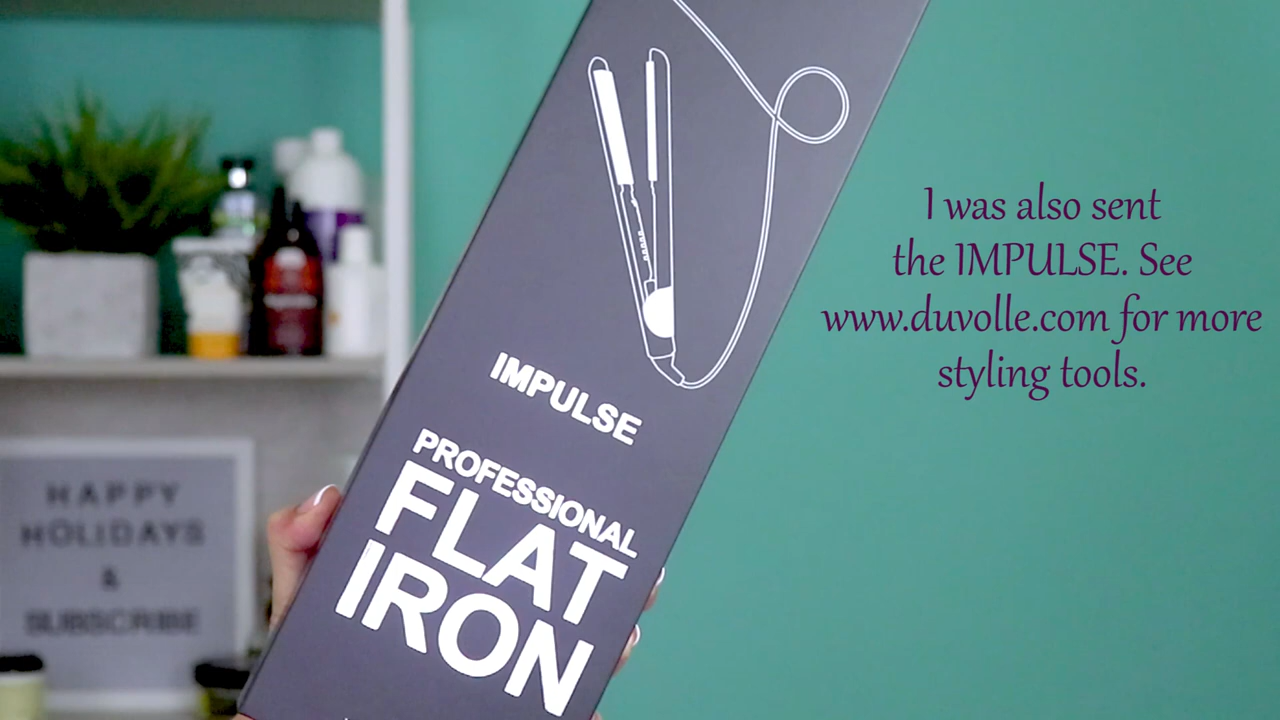 I was also sent
the IMPULSE. See
www.duvolle.com for more
styling tools.
IMPULSE
PROFESSIONAL
FLAT
IRON
HAPPY
HOLIDAYS
&
SUBSCRIBE